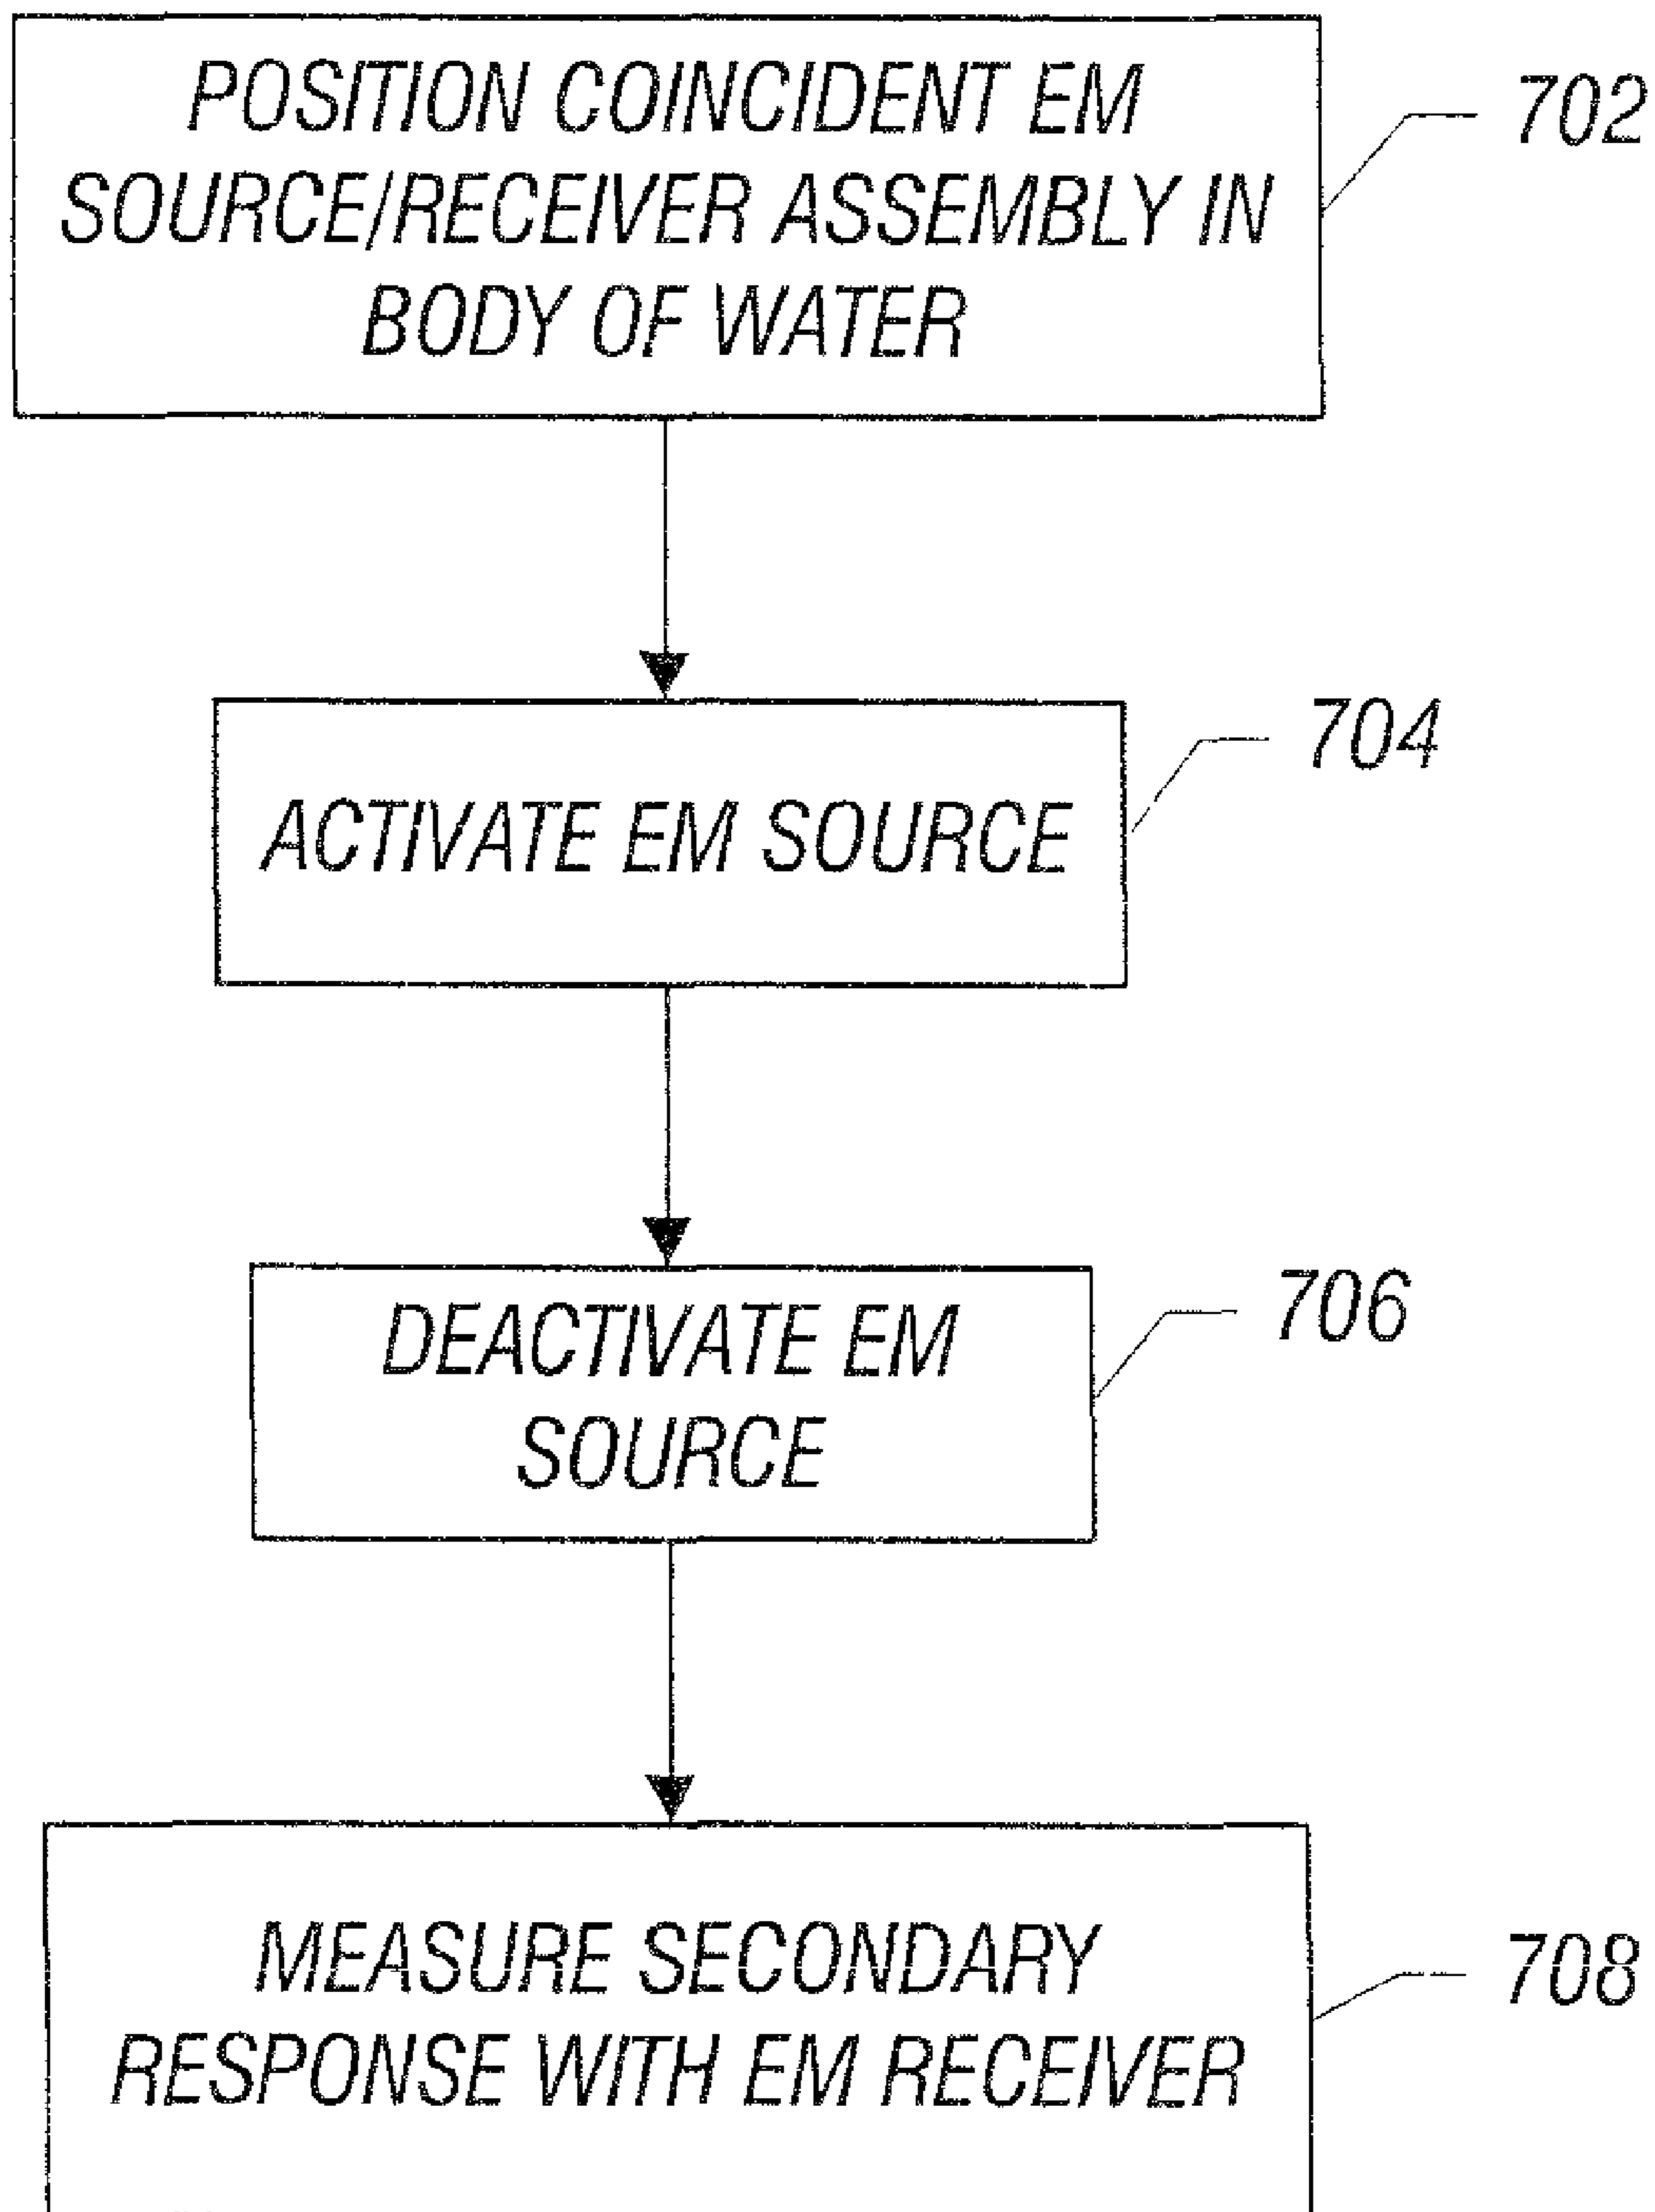 POSITION COINCIDENT EM
SOURCE/RECEIVER ASSEMBLY IN
BODY OF WATER
702
ACTIVATE EM SOURCE
704
DEACTIVATE EM
SOURCE
706
MEASURE SECONDARY
RESPONSE WITH EM RECEIVER
708